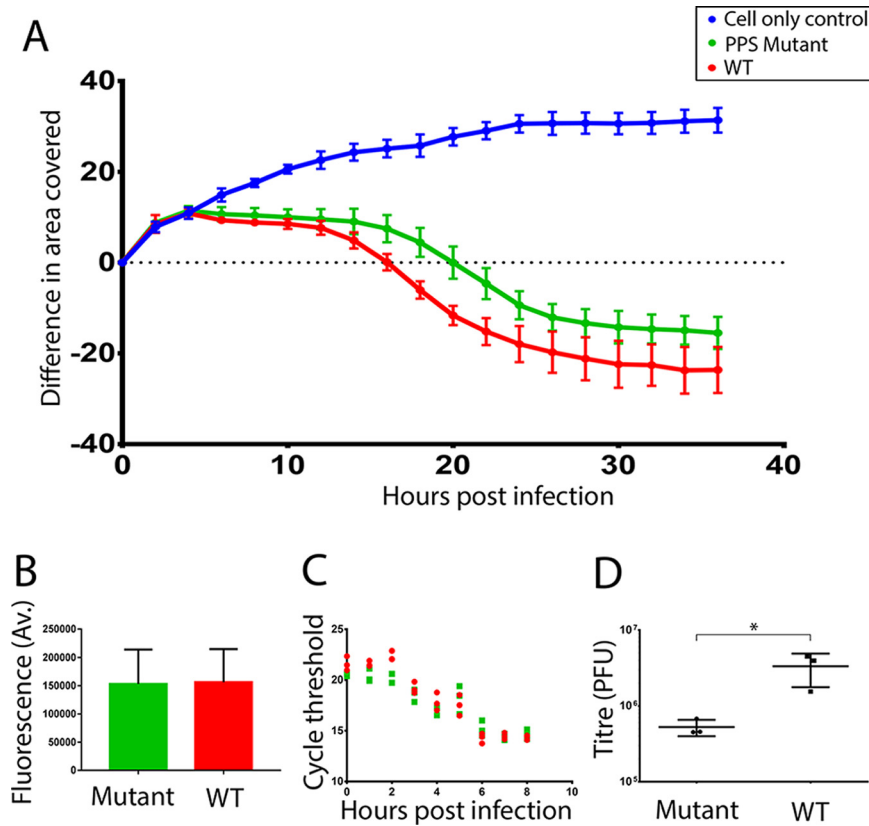 A
Cell only control
PPS Mutant
WT
Difference in area covered
40
20
0
-20
-40
0 10 20 30 40
Hours post infection
B
Fluorescence (Av.)
250000
200000
150000
100000
50000
0
Mutant WT
C
Cycle threshold
25
20
15
10
0 2 4 6 8 10
Hours post infection
D
Titre (PFU)
10⁷
10⁶
10⁵
*
Mutant WT